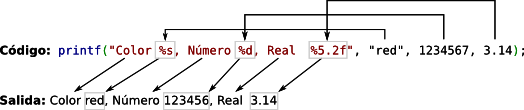 Código: printf("Color %s, Número %d, Real %5.2f", "red", 1234567, 3.14);
Salida: Color red, Número 123456, Real 3.14